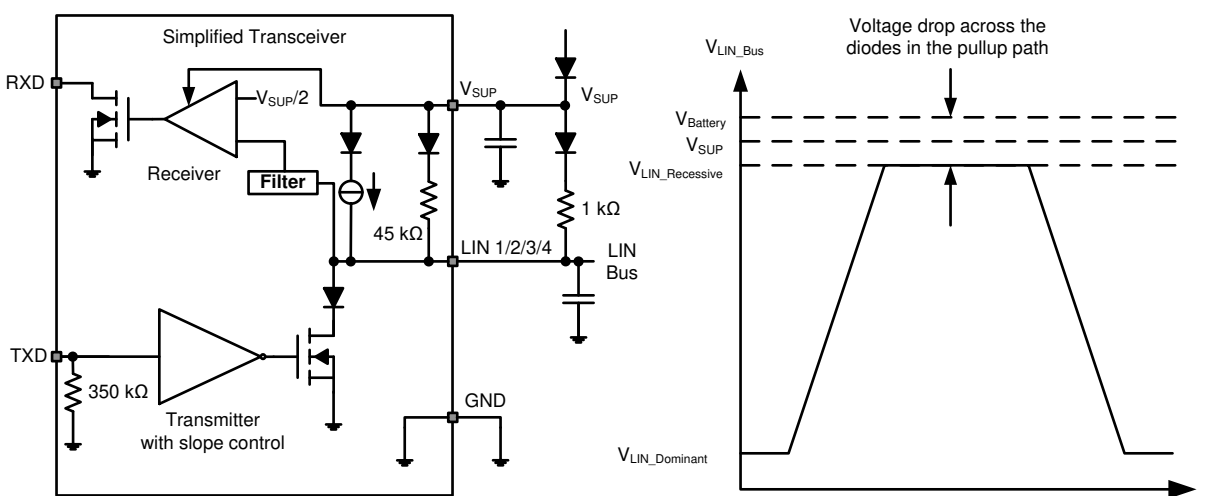 Simplified Transceiver
RXD
V_SUP/2
Receiver
Filter
45 kΩ
V_SUP
V_SUP
1 kΩ
LIN 1/2/3/4
LIN
Bus
TXD
350 kΩ
Transmitter
with slope control
GND
Voltage drop across the
diodes in the pullup path
V_LIN_Bus
V_Battery
V_SUP
V_LIN_Recessive
V_LIN_Dominant